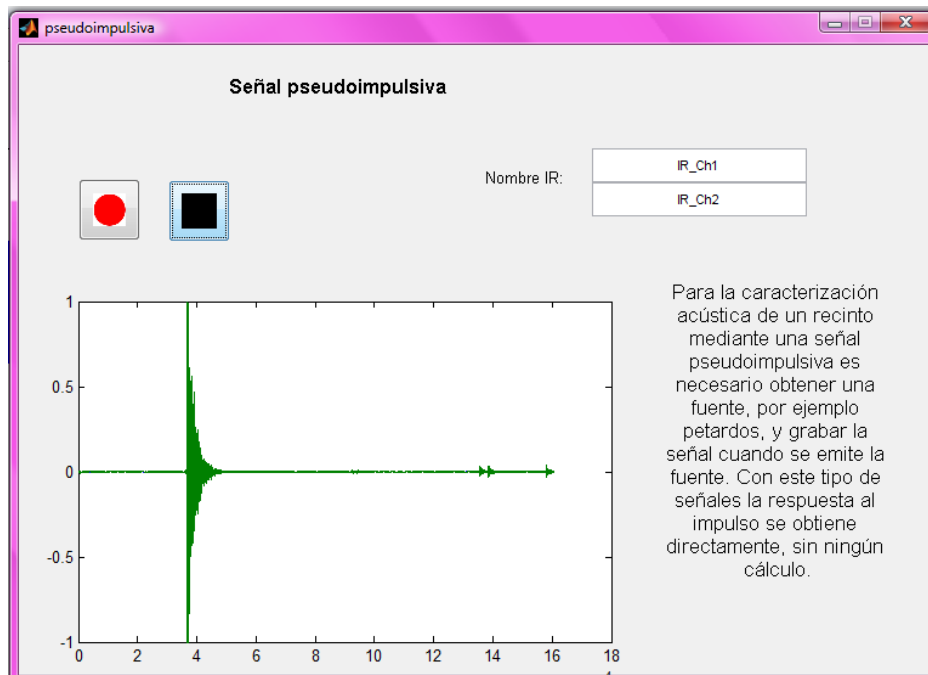 pseudoimpulsiva
Señal pseudoimpulsiva
Nombre IR:
IR_Ch1
IR_Ch2
Para la caracterización
acústica de un recinto
mediante una señal
pseudoimpulsiva es
necesario obtener una
fuente, por ejemplo
petardos, y grabar la
señal cuando se emite la
fuente. Con este tipo de
señales la respuesta al
impulso se obtiene
directamente, sin ningún
cálculo.
1
0.5
0
-0.5
-1
0 2 4 6 8 10 12 14 16 18